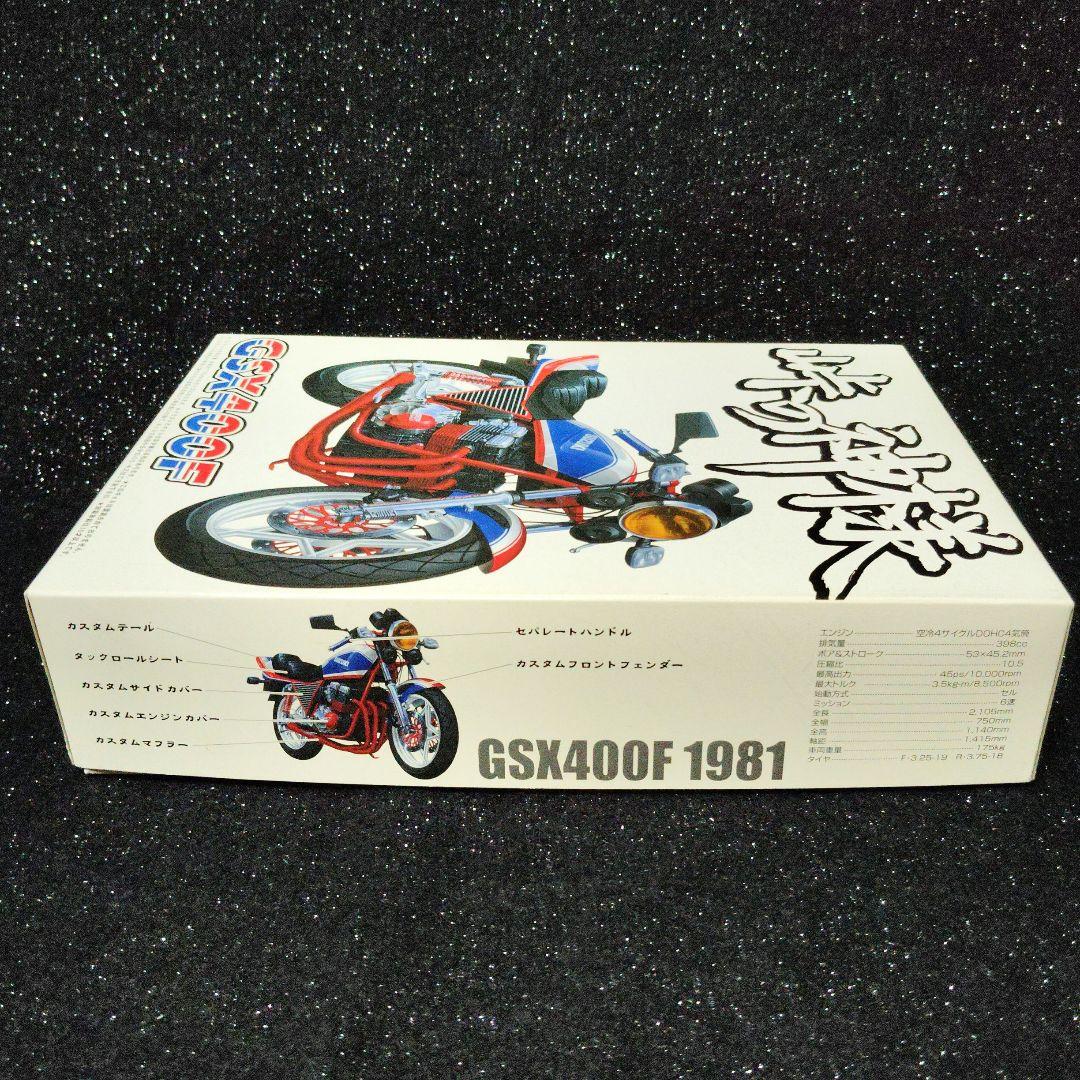 峠の神様
GSX400F
カスタムテール
タックロールシート
カスタムサイドカバー
カスタムエンジンカバー
カスタムマフラー
セパレートハンドル
カスタムフロントフェンダー
GSX400F 1981
エンジン 空冷4サイクルDOHC4気筒
排気量 398cc
ボア&ストローク 53×45.2mm
圧縮比 10.5
最高出力 45ps/10,000rpm
最大トルク 3.5kg-m/8,500rpm
始動方式 セル
ミッション 6速
全長 2,105mm
全幅 750mm
全高 1,140mm
軸距 1,415mm
車両重量 175kg
タイヤ F・3.25-19 R・3.75-18